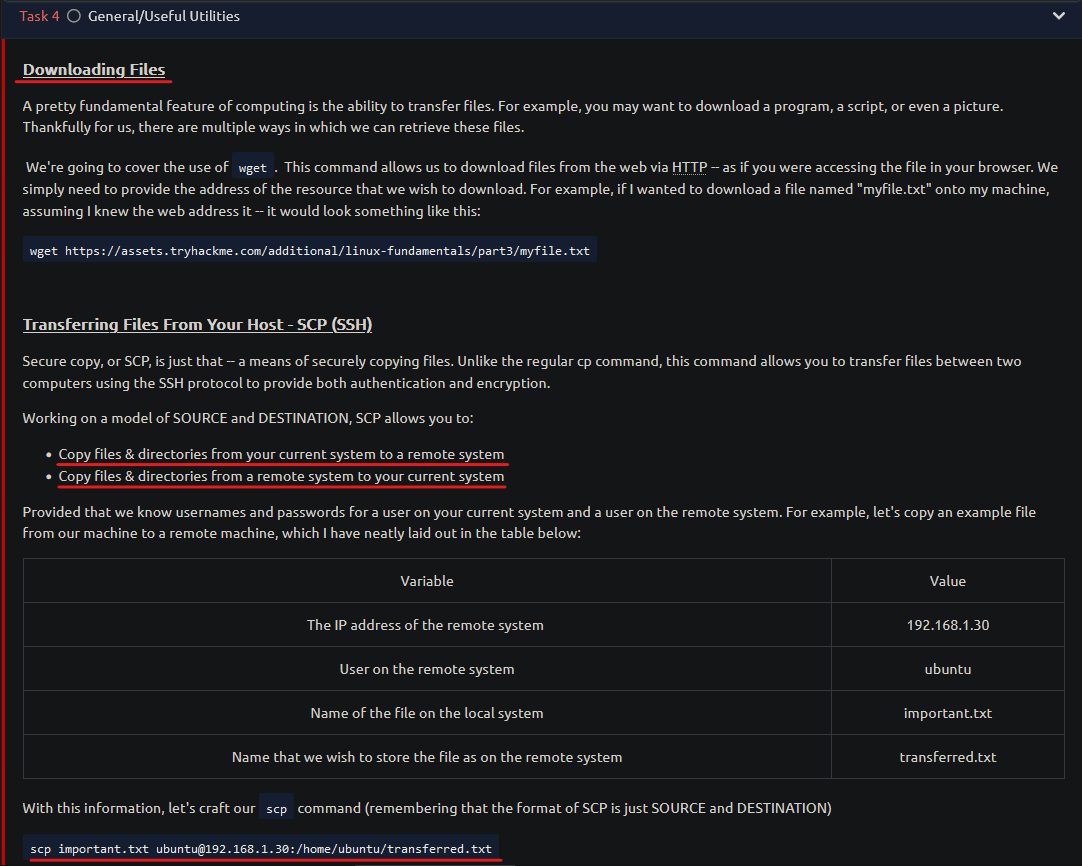 Task 4 General/Useful Utilities
Downloading Files
A pretty fundamental feature of computing is the ability to transfer files. For example, you may want to download a program, a script, or even a picture.
Thankfully for us, there are multiple ways in which we can retrieve these files.
We're going to cover the use of wget . This command allows us to download files from the web via HTTP -- as if you were accessing the file in your browser. We
simply need to provide the address of the resource that we wish to download. For example, if I wanted to download a file named "myfile.txt" onto my machine,
assuming I knew the web address it -- it would look something like this:
wget https://assets.tryhackme.com/additional/linux-fundamentals/part3/myfile.txt
Transferring Files From Your Host - SCP (SSH)
Secure copy, or SCP, is just that -- a means of securely copying files. Unlike the regular cp command, this command allows you to transfer files between two
computers using the SSH protocol to provide both authentication and encryption.
Working on a model of SOURCE and DESTINATION, SCP allows you to:
• Copy files & directories from your current system to a remote system
• Copy files & directories from a remote system to your current system
Provided that we know usernames and passwords for a user on your current system and a user on the remote system. For example, let's copy an example file
from our machine to a remote machine, which I have neatly laid out in the table below:
Variable Value
The IP address of the remote system 192.168.1.30
User on the remote system ubuntu
Name of the file on the local system important.txt
Name that we wish to store the file as on the remote system transferred.txt
With this information, let's craft our scp command (remembering that the format of SCP is just SOURCE and DESTINATION)
scp important.txt ubuntu@192.168.1.30:/home/ubuntu/transferred.txt